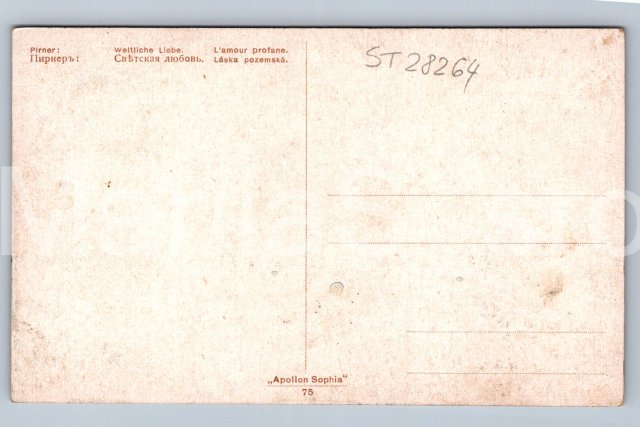 Pirner: Weltliche Liebe. L'amour profane.
Пирнеръ: Свѣтская любовь. Láska pozemská.
ST28264
„Apollon Sophia“
75